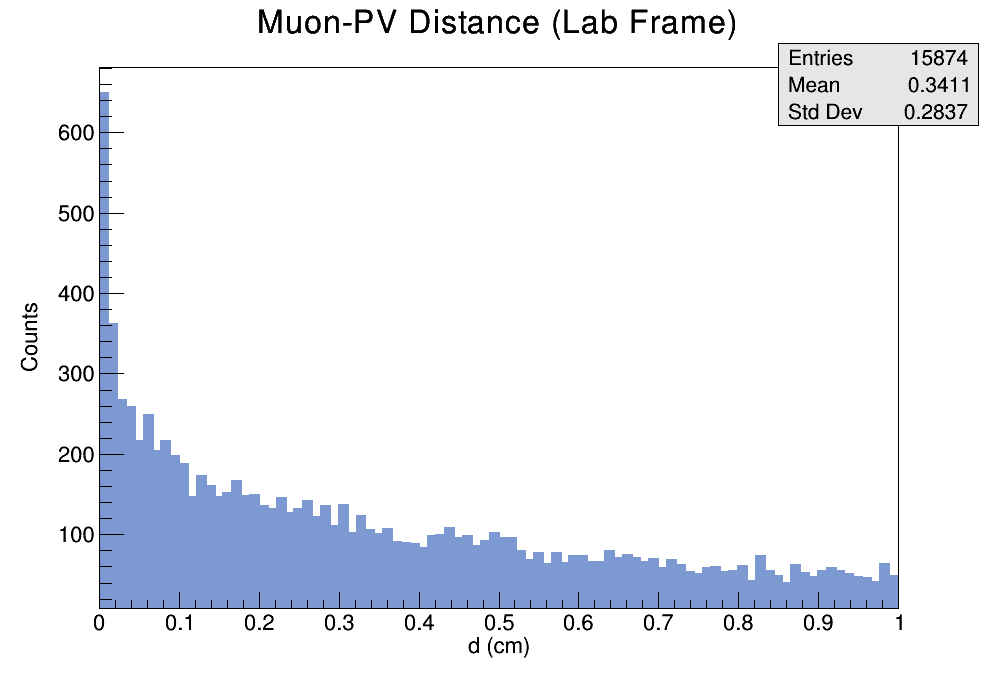 Muon-PV Distance (Lab Frame)
Entries 15874
Mean 0.3411
Std Dev 0.2837
600
500
400
300
200
100
Counts
0 0.1 0.2 0.3 0.4 0.5 0.6 0.7 0.8 0.9 1
d (cm)